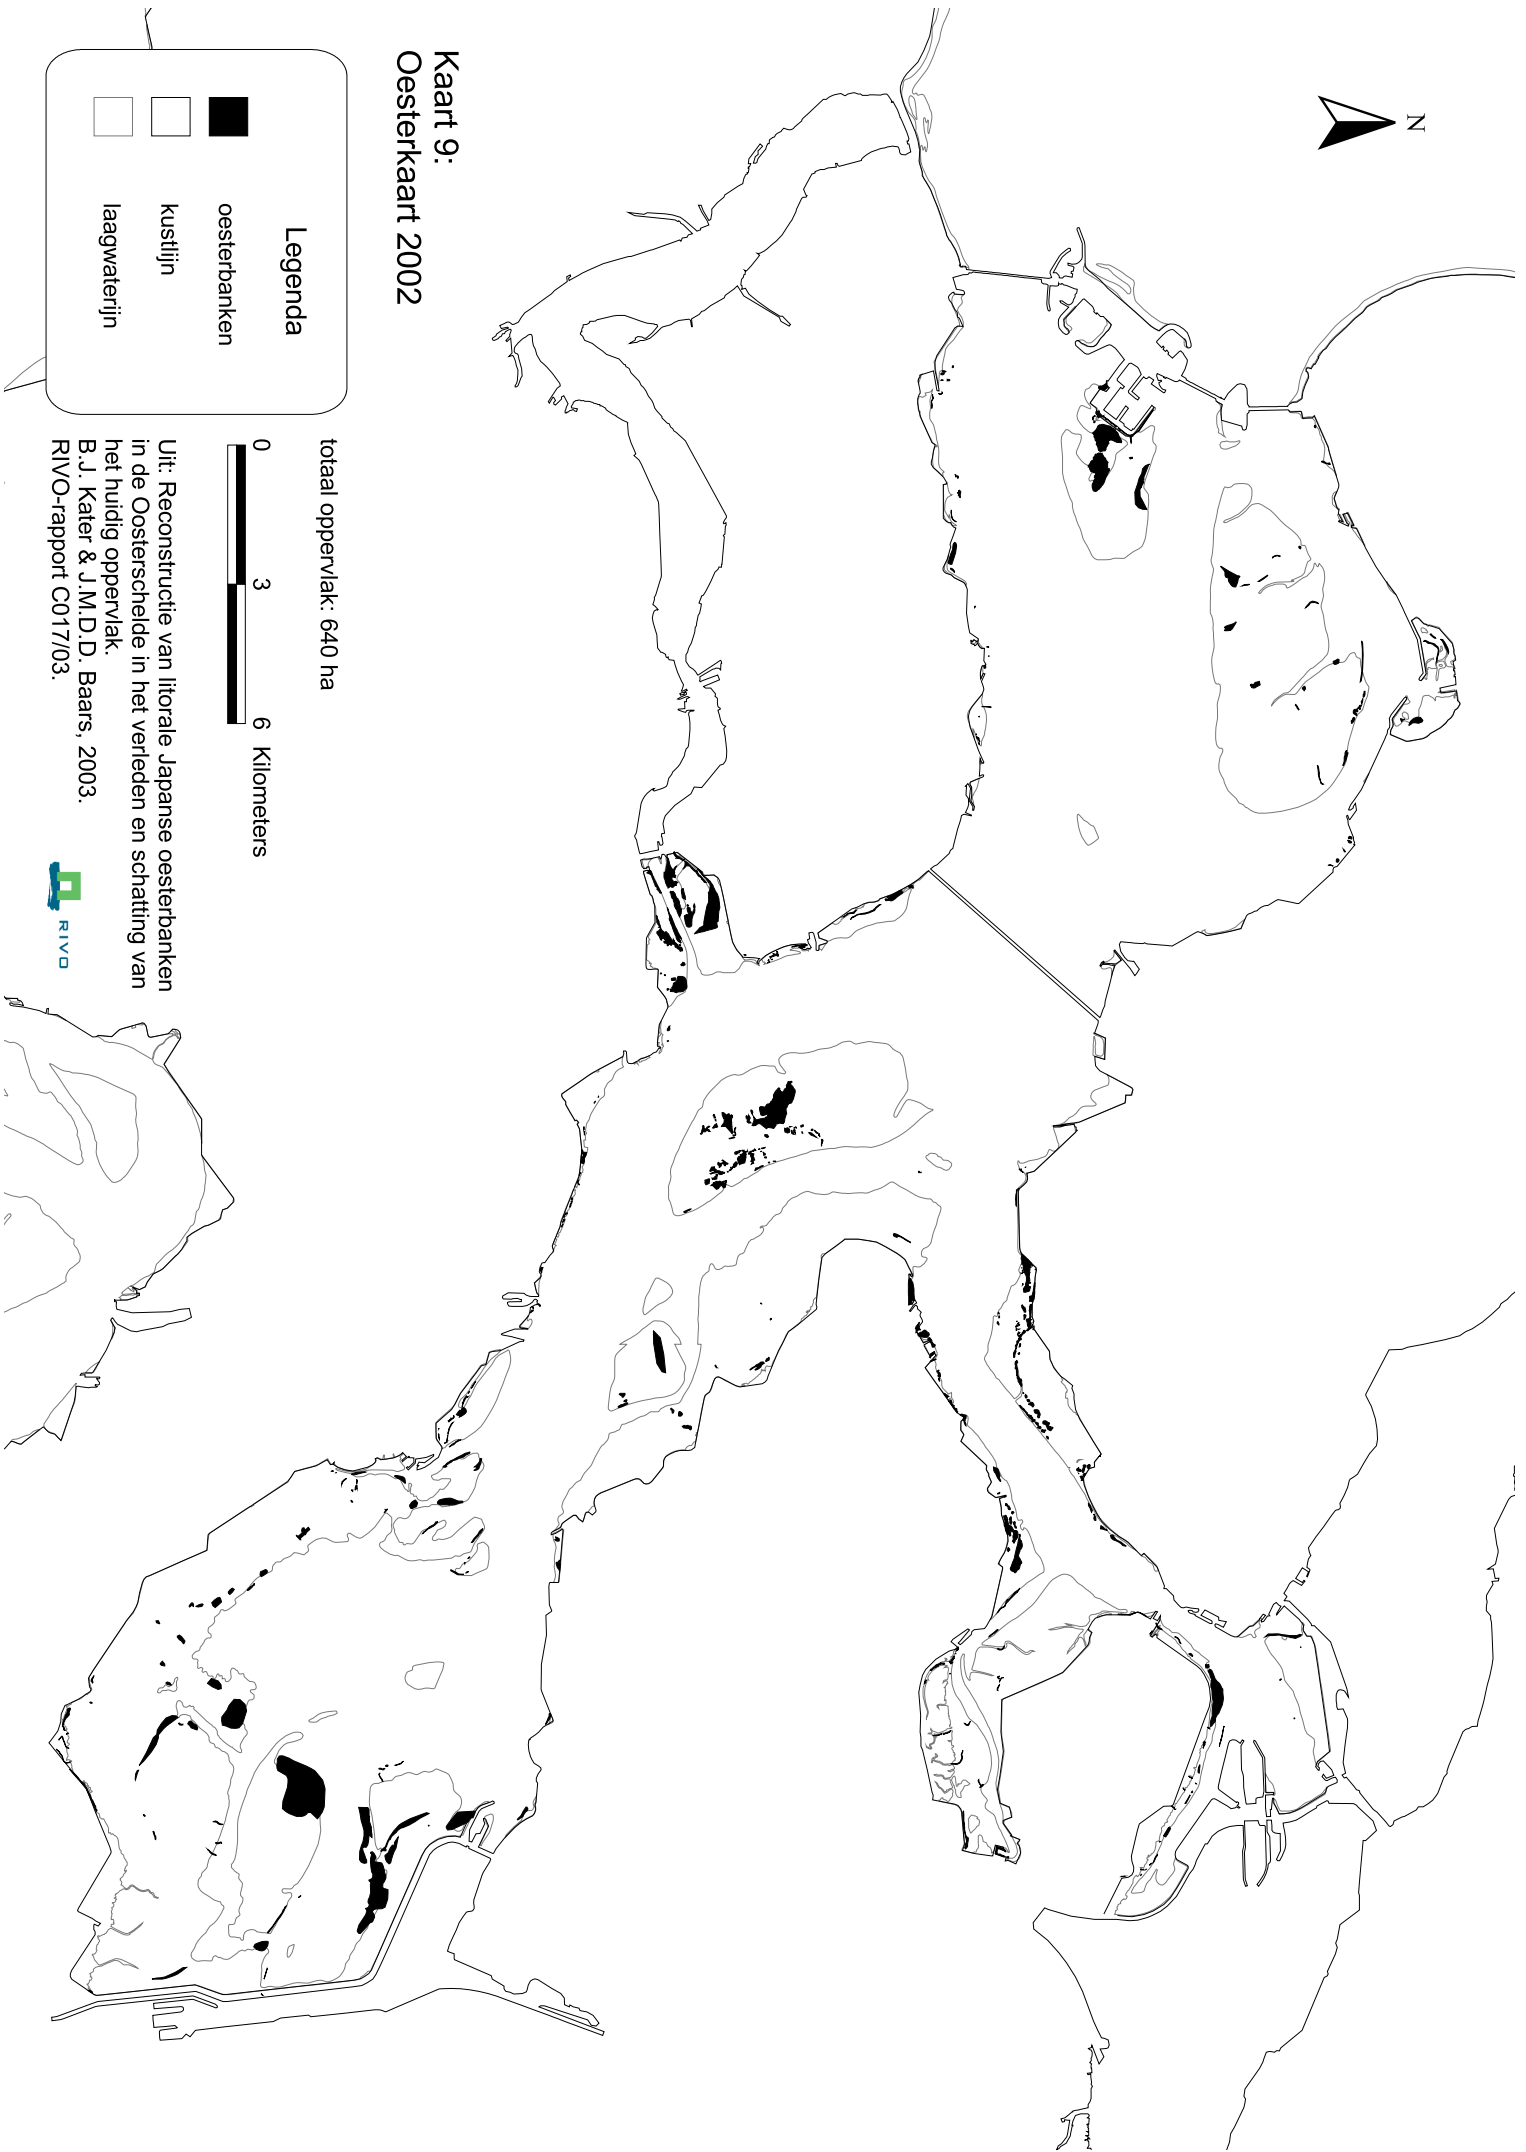 N
Kaart 9:
Oesterkaart 2002
Legenda
oesterbanken
kustlijn
laagwaterijn
totaal oppervlak: 640 ha
0 3 6 Kilometers
Uit: Reconstructie van litorale Japanse oesterbanken
in de Oosterschelde in het verleden en schatting van
het huidig oppervlak.
B.J. Kater & J.M.D.D. Baars, 2003.
RIVO-rapport C017/03.
RIVO